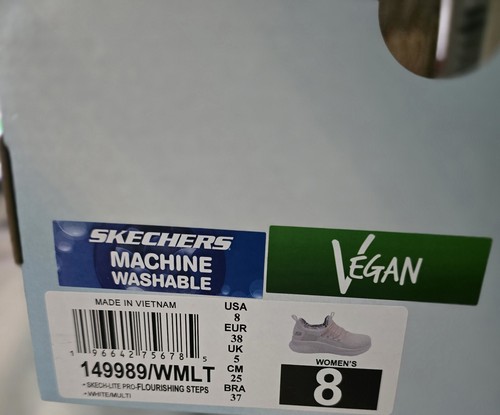 SKECHERS
MACHINE
WASHABLE
VEGAN
MADE IN VIETNAM
1 96642 75678 5
149989/WMLT
-SKECH-LITE PRO-FLOURISHING STEPS
-WHITE/MULTI
USA
8
EUR
38
UK
5
CM
25
BRA
37
WOMEN'S
8